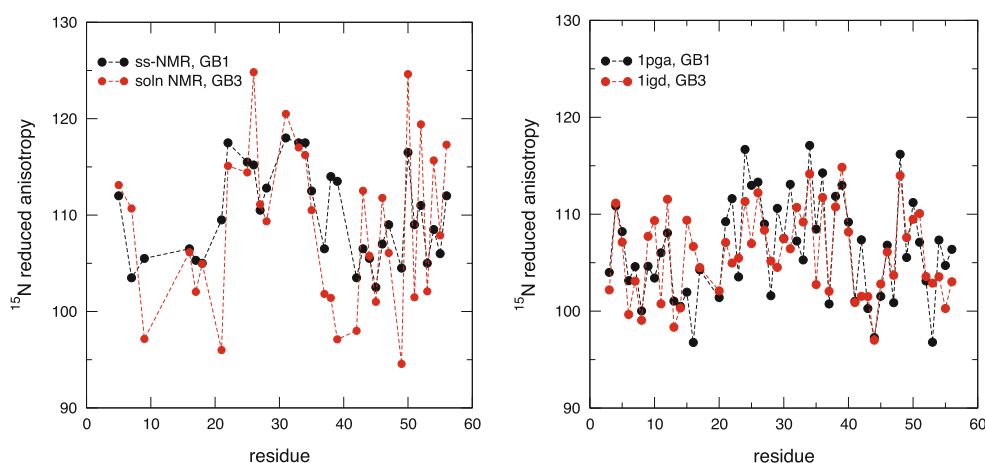 130
120
110
100
90
15N reduced anisotropy
ss-NMR, GB1
soln NMR, GB3
0 10 20 30 40 50 60
residue
130
120
110
100
90
15N reduced anisotropy
1pga, GB1
1igd, GB3
0 10 20 30 40 50 60
residue